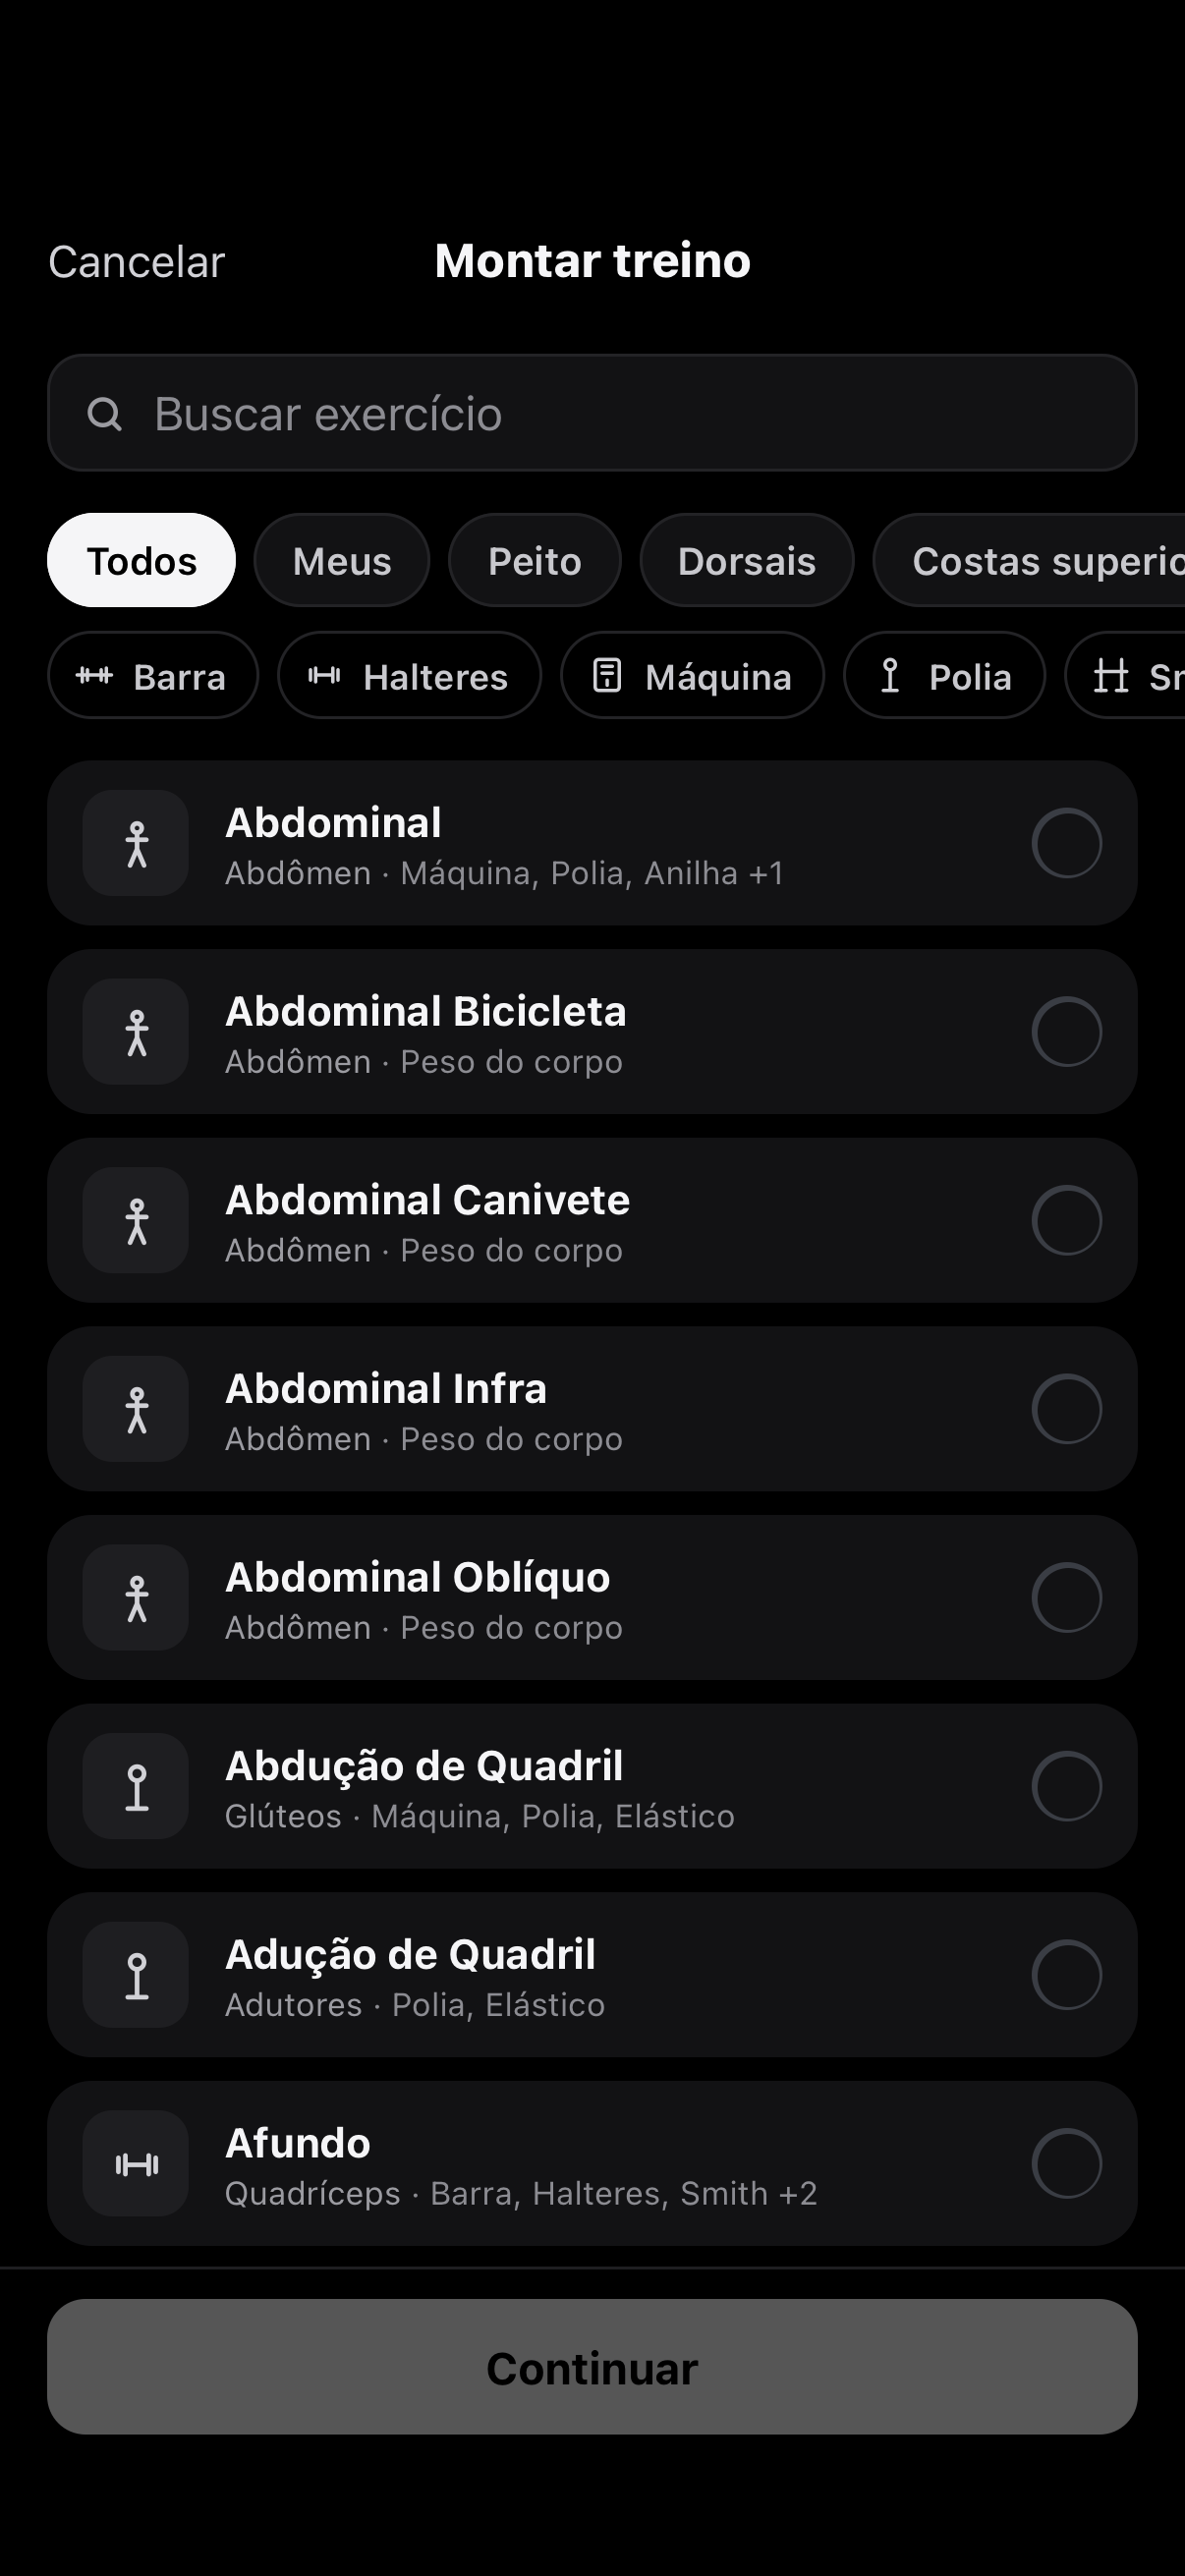 Cancelar Montar treino
Buscar exercício
Todos Meus Peito Dorsais Costas
Barra Halteres Máquina Polia
Abdominal
Abdômen · Máquina, Polia, Anilha +1
Abdominal Bicicleta
Abdômen · Peso do corpo
Abdominal Canivete
Abdômen · Peso do corpo
Abdominal Infra
Abdômen · Peso do corpo
Abdominal Oblíquo
Abdômen · Peso do corpo
Abdução de Quadril
Glúteos · Máquina, Polia, Elástico
Adução de Quadril
Adutores · Polia, Elástico
Afundo
Quadríceps · Barra, Halteres, Smith +2
Continuar